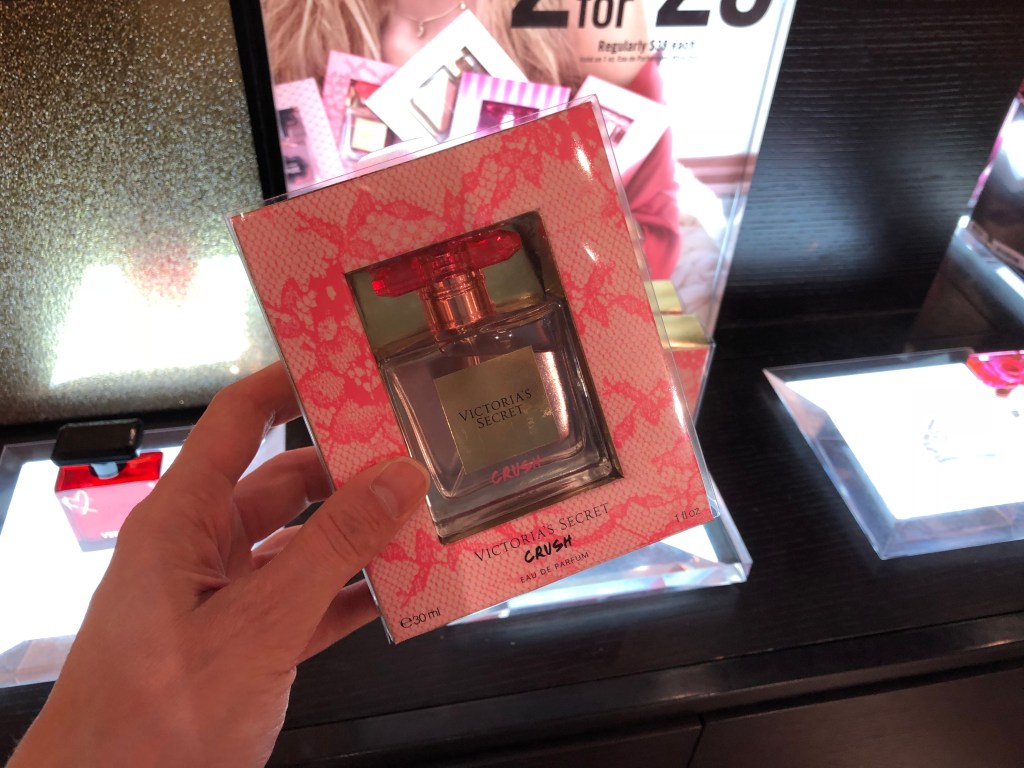 2 for
Regularly $38 each
VICTORIA'S
SECRET
CRUSH
VICTORIA'S SECRET
CRUSH
EAU DE PARFUM
1 fl oz
℮30 ml